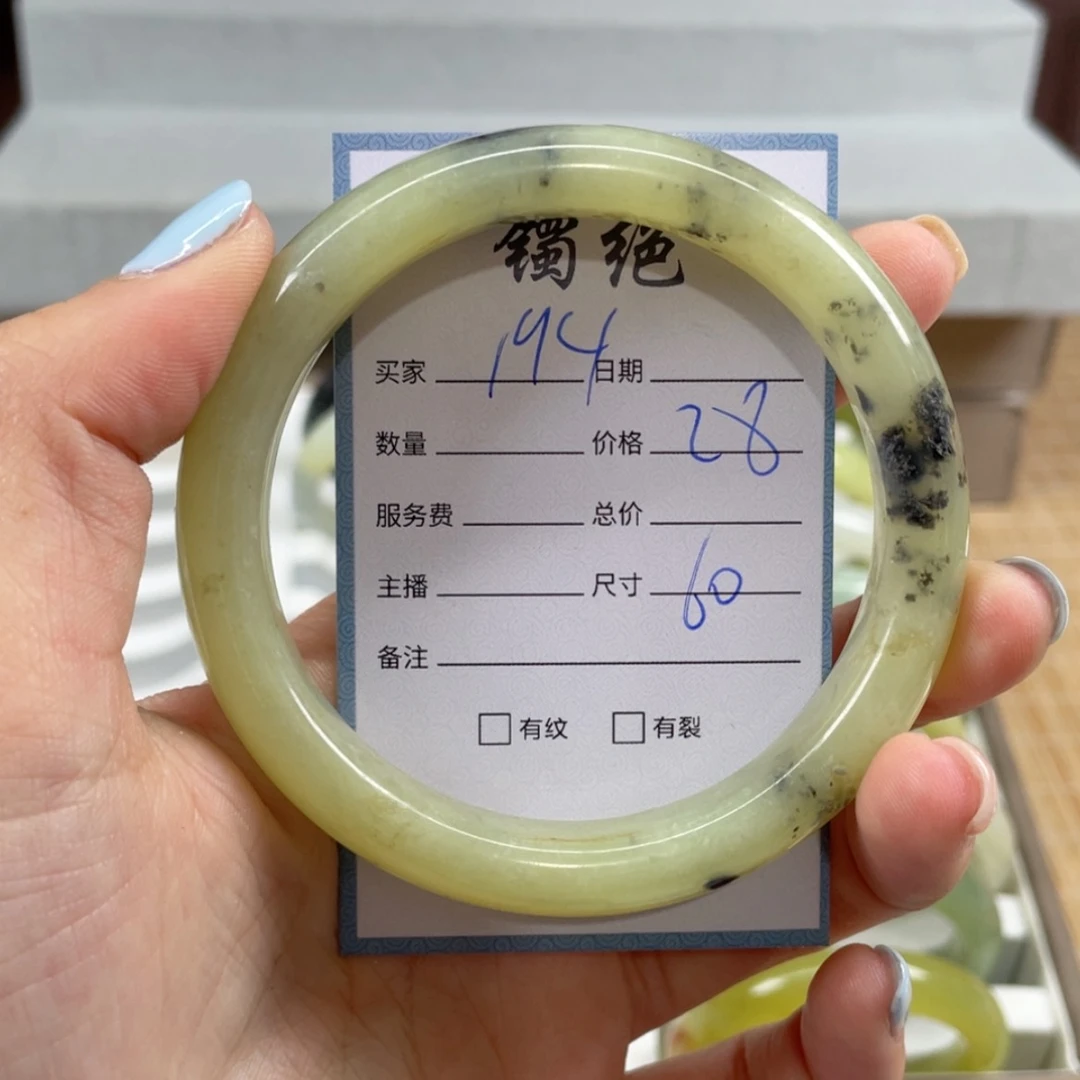 镯绝
买家 194 日期
数量 价格 28
服务费 总价
主播 尺寸 60
备注
有纹 有裂